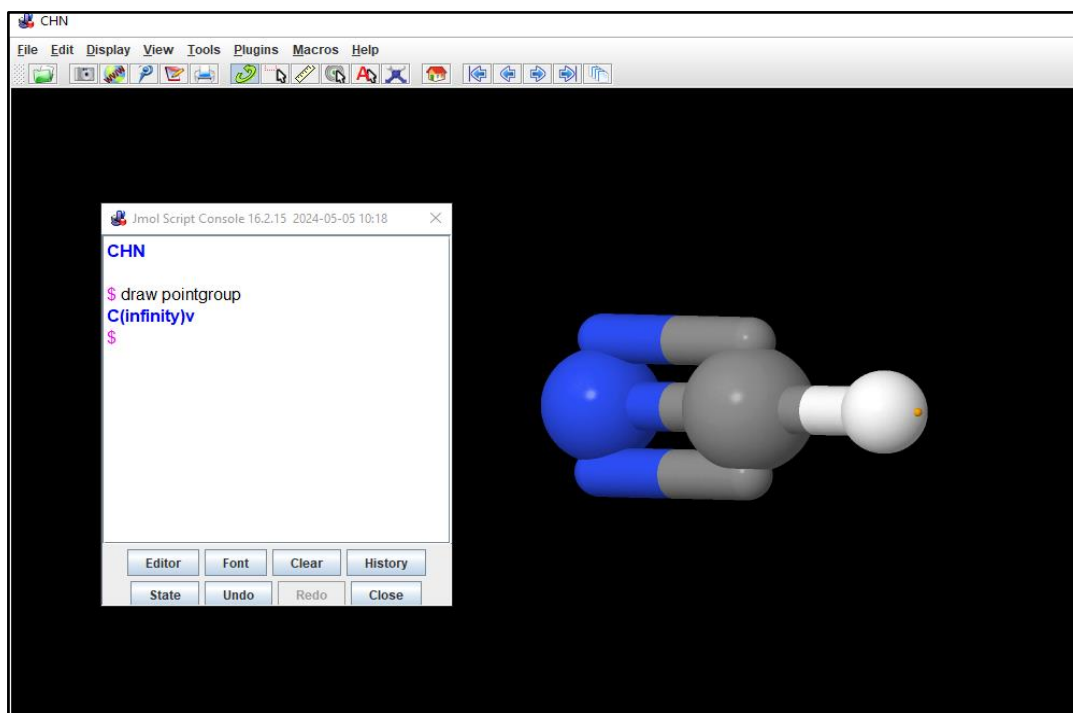 CHN
File Edit Display View Tools Plugins Macros Help
Jmol Script Console 16.2.15 2024-05-05 10:18
CHN
$ draw pointgroup
C(infinity)v
$
Editor Font Clear History
State Undo Redo Close